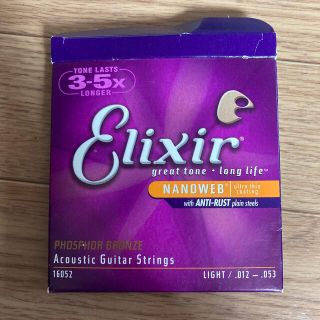 TONE LASTS
3-5x
LONGER
Elixir®
great tone • long life™
NANOWEB® ultra thin coating
with ANTI-RUST plain steels
PHOSPHOR BRONZE
Acoustic Guitar Strings
16052 LIGHT / .012 - .053